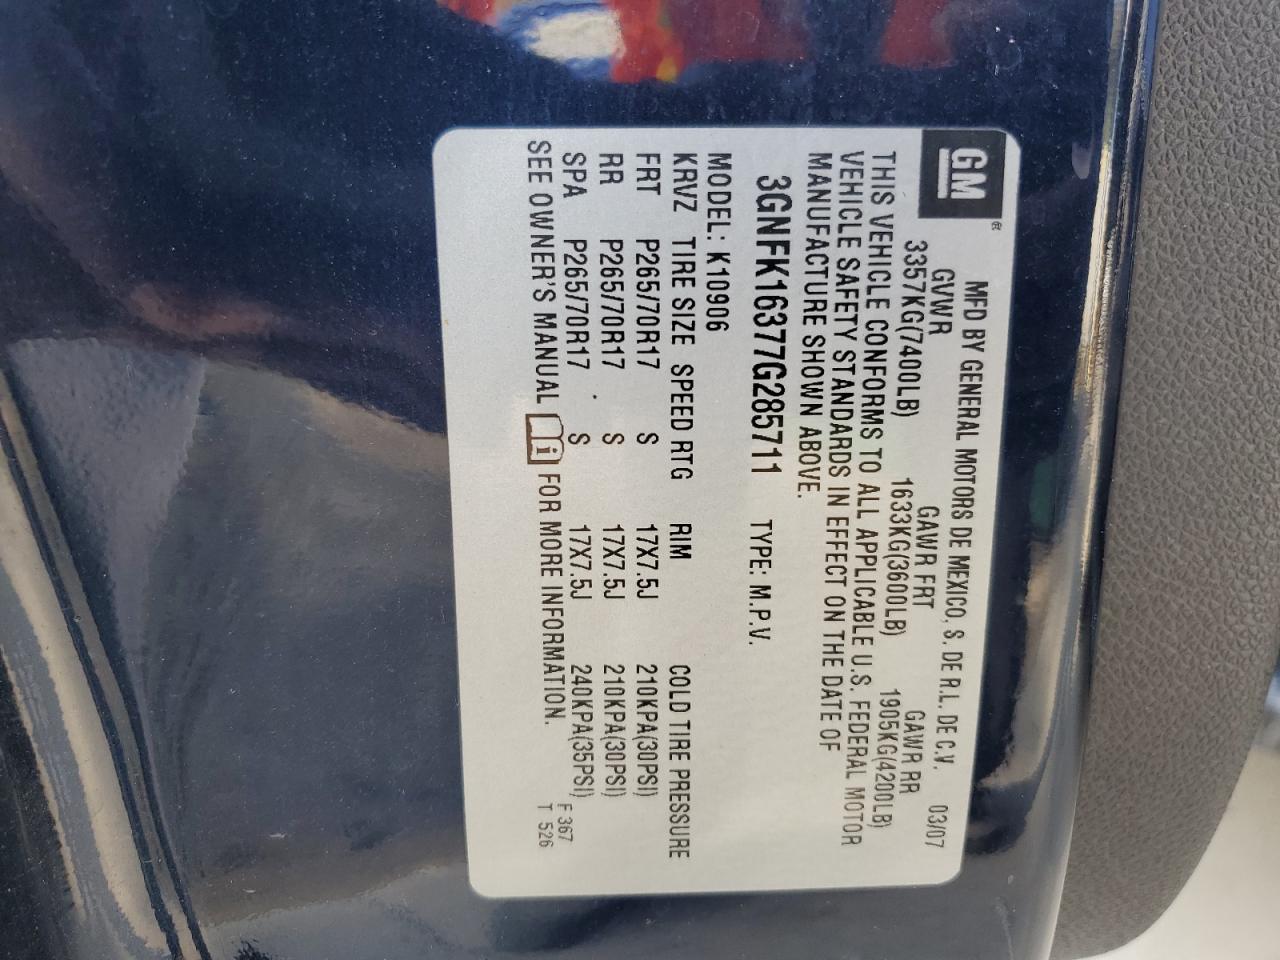 GM ®
MFD BY GENERAL MOTORS DE MEXICO, S. DE R.L. DE C.V. 03/07
GVWR GAWR FRT GAWR RR
3357KG(7400LB) 1633KG(3600LB) 1905KG(4200LB)
THIS VEHICLE CONFORMS TO ALL APPLICABLE U.S. FEDERAL MOTOR
VEHICLE SAFETY STANDARDS IN EFFECT ON THE DATE OF
MANUFACTURE SHOWN ABOVE.
3GNFK16377G285711 TYPE: M.P.V.
MODEL: K10906
KRVZ TIRE SIZE SPEED RTG RIM COLD TIRE PRESSURE
FRT P265/70R17 S 17X7.5J 210KPA(30PSI)
RR P265/70R17 S 17X7.5J 210KPA(30PSI)
SPA P265/70R17 S 17X7.5J 240KPA(35PSI)
SEE OWNER'S MANUAL i FOR MORE INFORMATION.
F 367
T 526